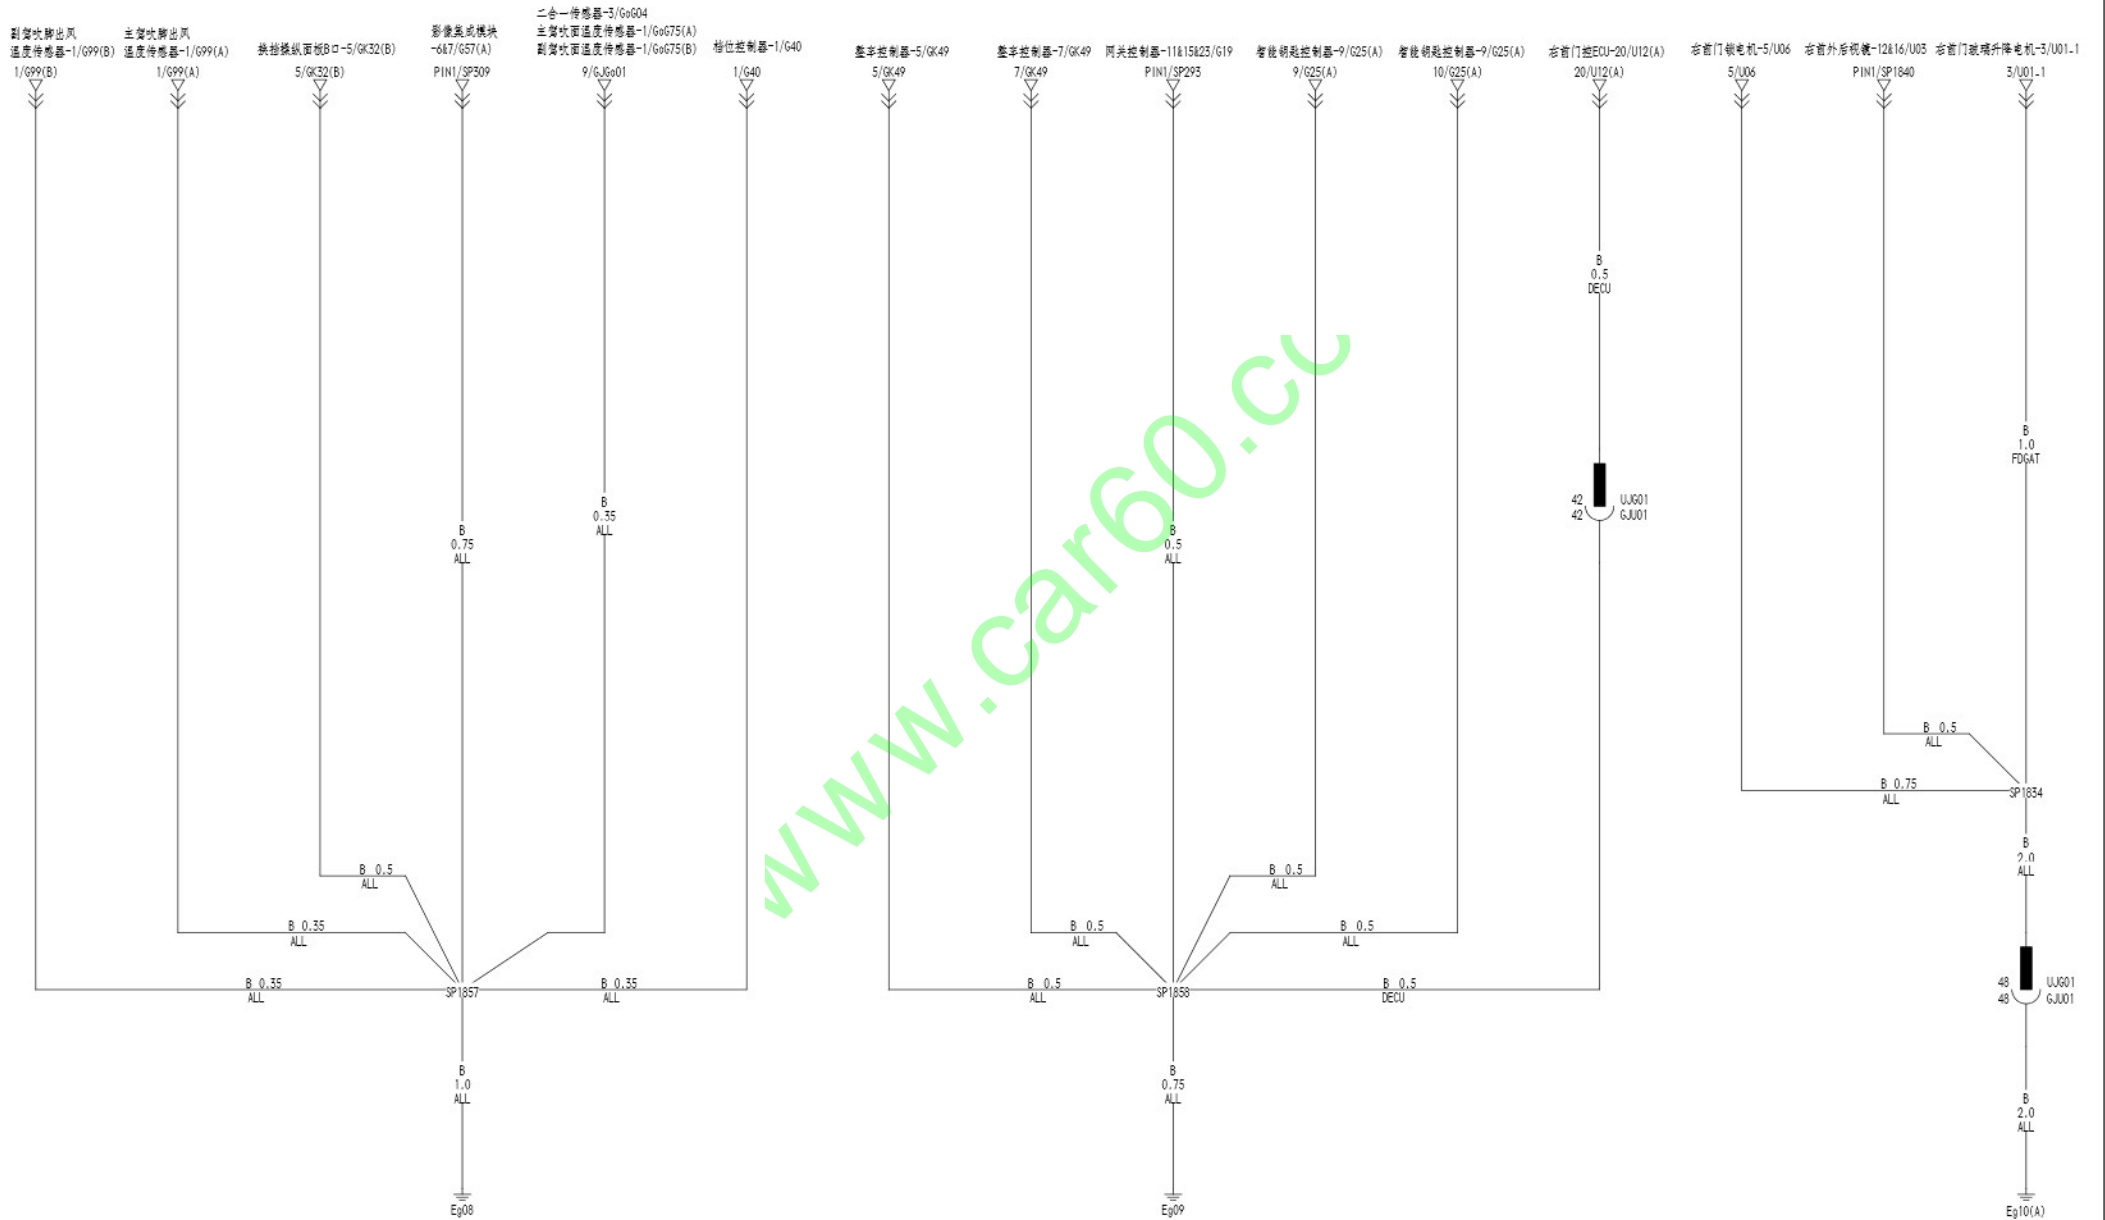 副驾吹脚出风
温度传感器-1/G99(B)
1/G99(B)
主驾吹脚出风
温度传感器-1/G99(A)
1/G99(A)
换挡操纵面板B口-5/GK32(B)
5/GK32(B)
影像集成模块
-6&7/G57(A)
PIN1/SP309
二合一传感器-3/GoG04
主驾吹面温度传感器-1/GoG75(A)
副驾吹面温度传感器-1/GoG75(B)
9/GJGo01
档位控制器-1/G40
1/G40
整车控制器-5/GK49
5/GK49
整车控制器-7/GK49
7/GK49
网关控制器-11&15&23/G19
PIN1/SP293
智能钥匙控制器-9/G25(A)
9/G25(A)
智能钥匙控制器-9/G25(A)
10/G25(A)
右前门控ECU-20/U12(A)
20/U12(A)
右前门锁电机-5/U06
5/U06
右前外后视镜-12&16/U03
PIN1/SP1840
右前门玻璃升降电机-3/U01_1
3/U01_1
B
0.5
DECU
B
1.0
FDGAT
42 UJG01
42 GJU01
B
0.35
ALL
B
0.75
ALL
B
0.5
ALL
www.car60.co
B 0.5
ALL
B 0.75
ALL
SP1834
B
2.0
ALL
B 0.5
ALL
B 0.5
ALL
B 0.35
ALL
B 0.5
ALL
B 0.5
ALL
B 0.35
ALL
SP1857
B 0.35
ALL
B 0.5
ALL
SP1858
B 0.5
DECU
48 UJG01
48 GJU01
B
1.0
ALL
B
0.75
ALL
B
2.0
ALL
Eg08
Eg09
Eg10(A)